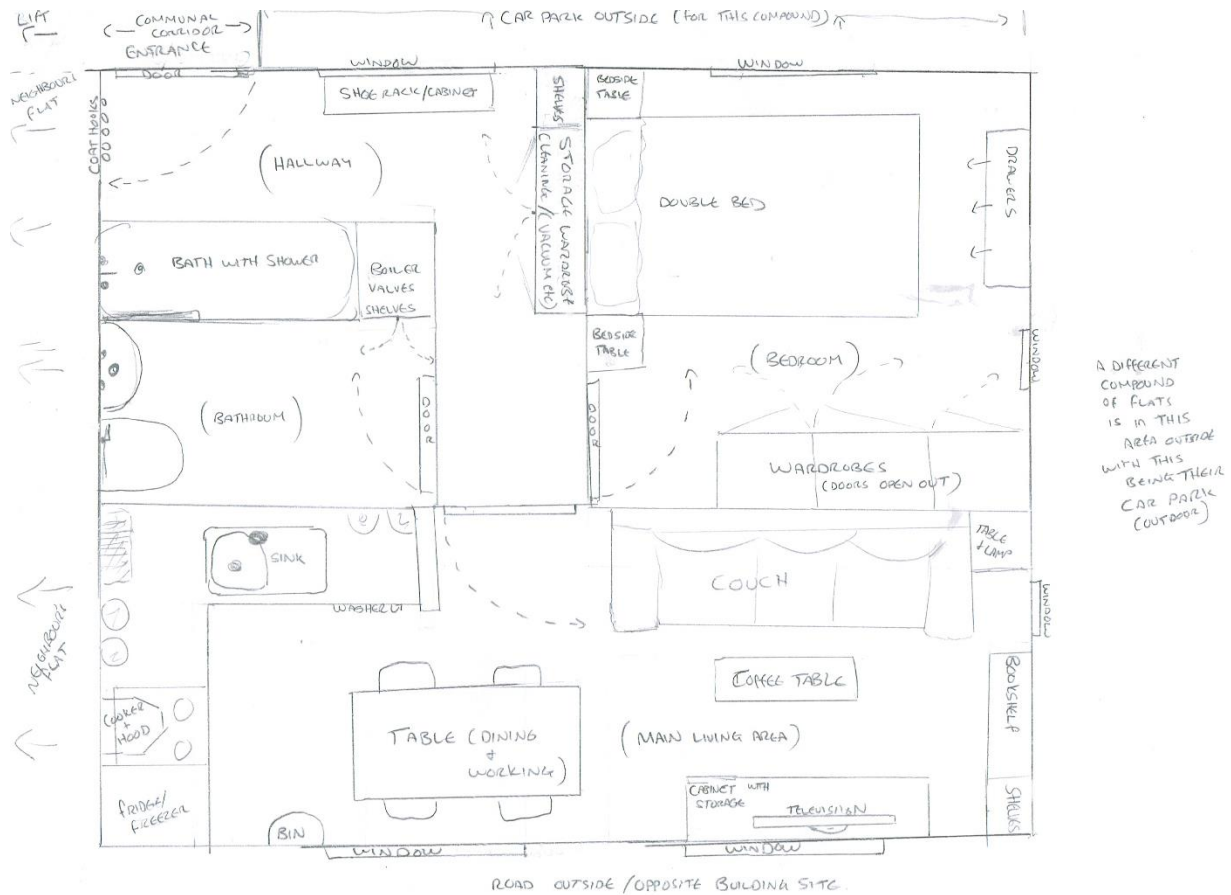 LIFT
COMMUNAL
CORRIDOR
ENTRANCE
CAR PARK OUTSIDE (FOR THIS COMPOUND)
DOOR
WINDOW
WINDOW
NEIGHBOURS
FLAT
COAT HOOKS
SHOE RACK/CABINET
SHELVES
BEDSIDE
TABLE
(HALLWAY)
STORAGE WARDROBE
(CLEANING/VACUUM etc)
DOUBLE BED
DRAWERS
BATH WITH SHOWER
BOILER
VALVES
SHELVES
BEDSIDE
TABLE
(BEDROOM)
WINDOW
A DIFFERENT
COMPOUND
OF FLATS
IS IN THIS
AREA OUTSIDE
WITH THIS
BEING THEIR
CAR PARK
(OUTDOOR)
(BATHROOM)
DOOR
DOOR
WARDROBES
(DOORS OPEN OUT)
SINK
COUCH
TABLE
& LAMP
WINDOW
WASHER
NEIGHBOURS
FLAT
COFFEE TABLE
BOOKSHELF
COOKER
+
HOOD
TABLE (DINING
&
WORKING)
(MAIN LIVING AREA)
FRIDGE/
FREEZER
CABINET WITH
STORAGE
TELEVISION
SHELVES
BIN
WINDOW
WINDOW
ROAD OUTSIDE/OPPOSITE BUILDING SITE